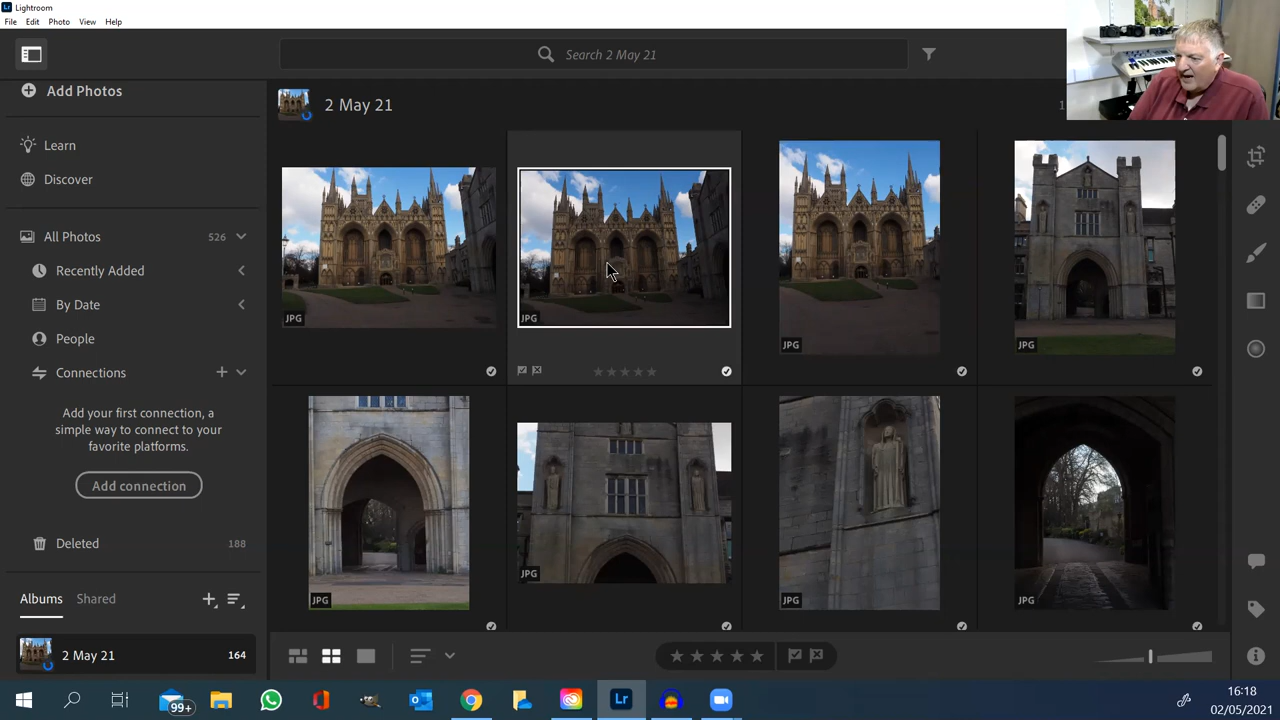 Lightroom
File Edit Photo View Help
Search 2 May 21
Add Photos
2 May 21
Learn
Discover
All Photos 526
Recently Added
By Date
People
Connections
Add your first connection, a
simple way to connect to your
favorite platforms.
Add connection
Deleted 188
Albums Shared
2 May 21 164
JPG
JPG
JPG
JPG
JPG
JPG
JPG
JPG
99+
Lr
16:18
02/05/2021